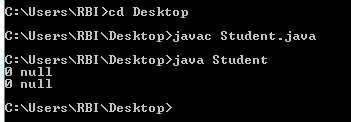 C:\Users\RBI>cd Desktop
C:\Users\RBI\Desktop>javac Student.java
C:\Users\RBI\Desktop>java Student
0 null
0 null
C:\Users\RBI\Desktop>